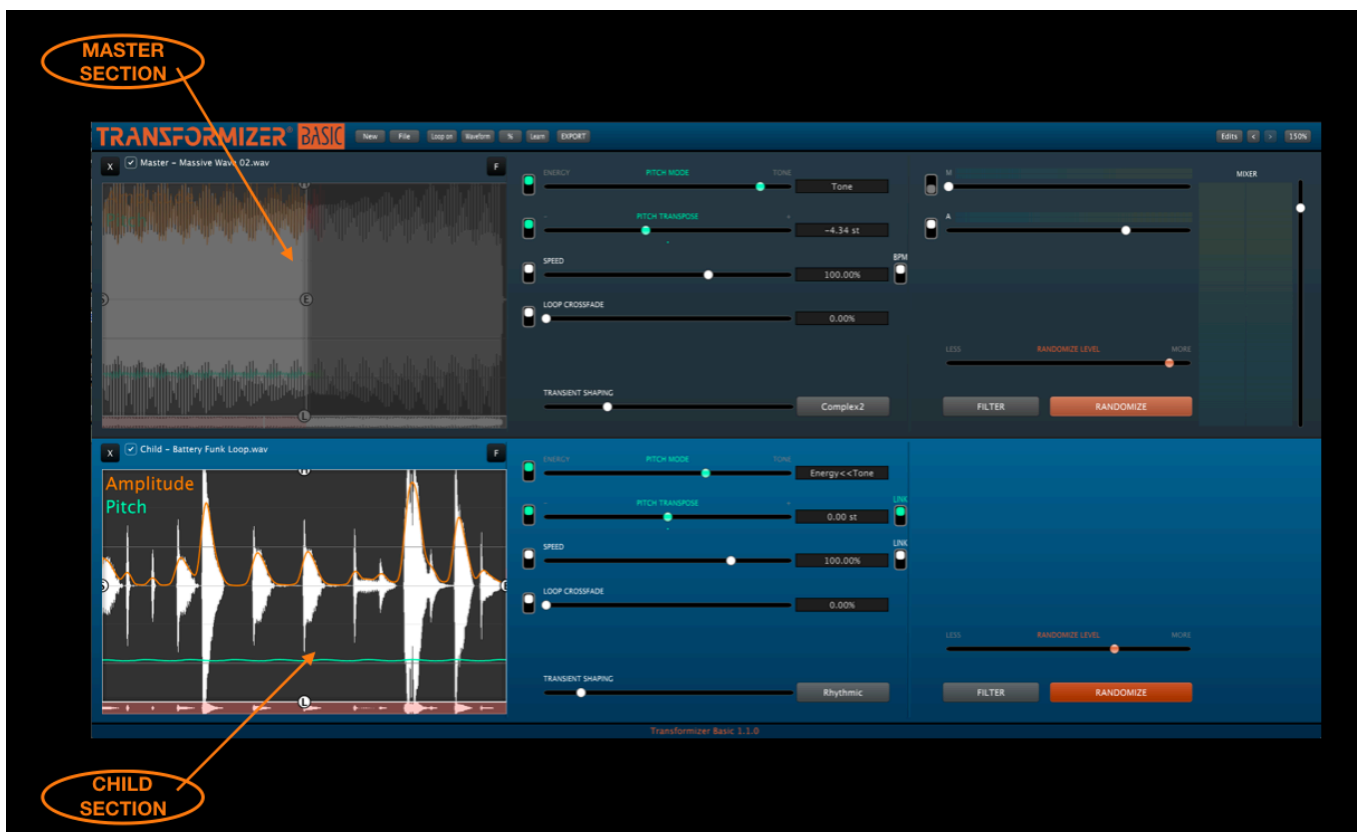 MASTER
SECTION
TRANSFORMIZER® BASIC New File Loop on Waveform % Learn EXPORT Edits < > 150%
X Master – Massive Wave 02.wav F
ENERGY PITCH MODE TONE Tone
- PITCH TRANSPOSE + -4.34 st
SPEED 100.00% BPM
LOOP CROSSFADE 0.00%
TRANSIENT SHAPING Complex2
M
A
MIXER
LESS RANDOMIZE LEVEL MORE
FILTER RANDOMIZE
E
L
X Child – Battery Funk Loop.wav F
Amplitude
Pitch
ENERGY PITCH MODE TONE Energy<<Tone
- PITCH TRANSPOSE + 0.00 st LINK
SPEED 100.00% LINK
LOOP CROSSFADE 0.00%
TRANSIENT SHAPING Rhythmic
LESS RANDOMIZE LEVEL MORE
FILTER RANDOMIZE
L
Transformizer Basic 1.1.0
CHILD
SECTION